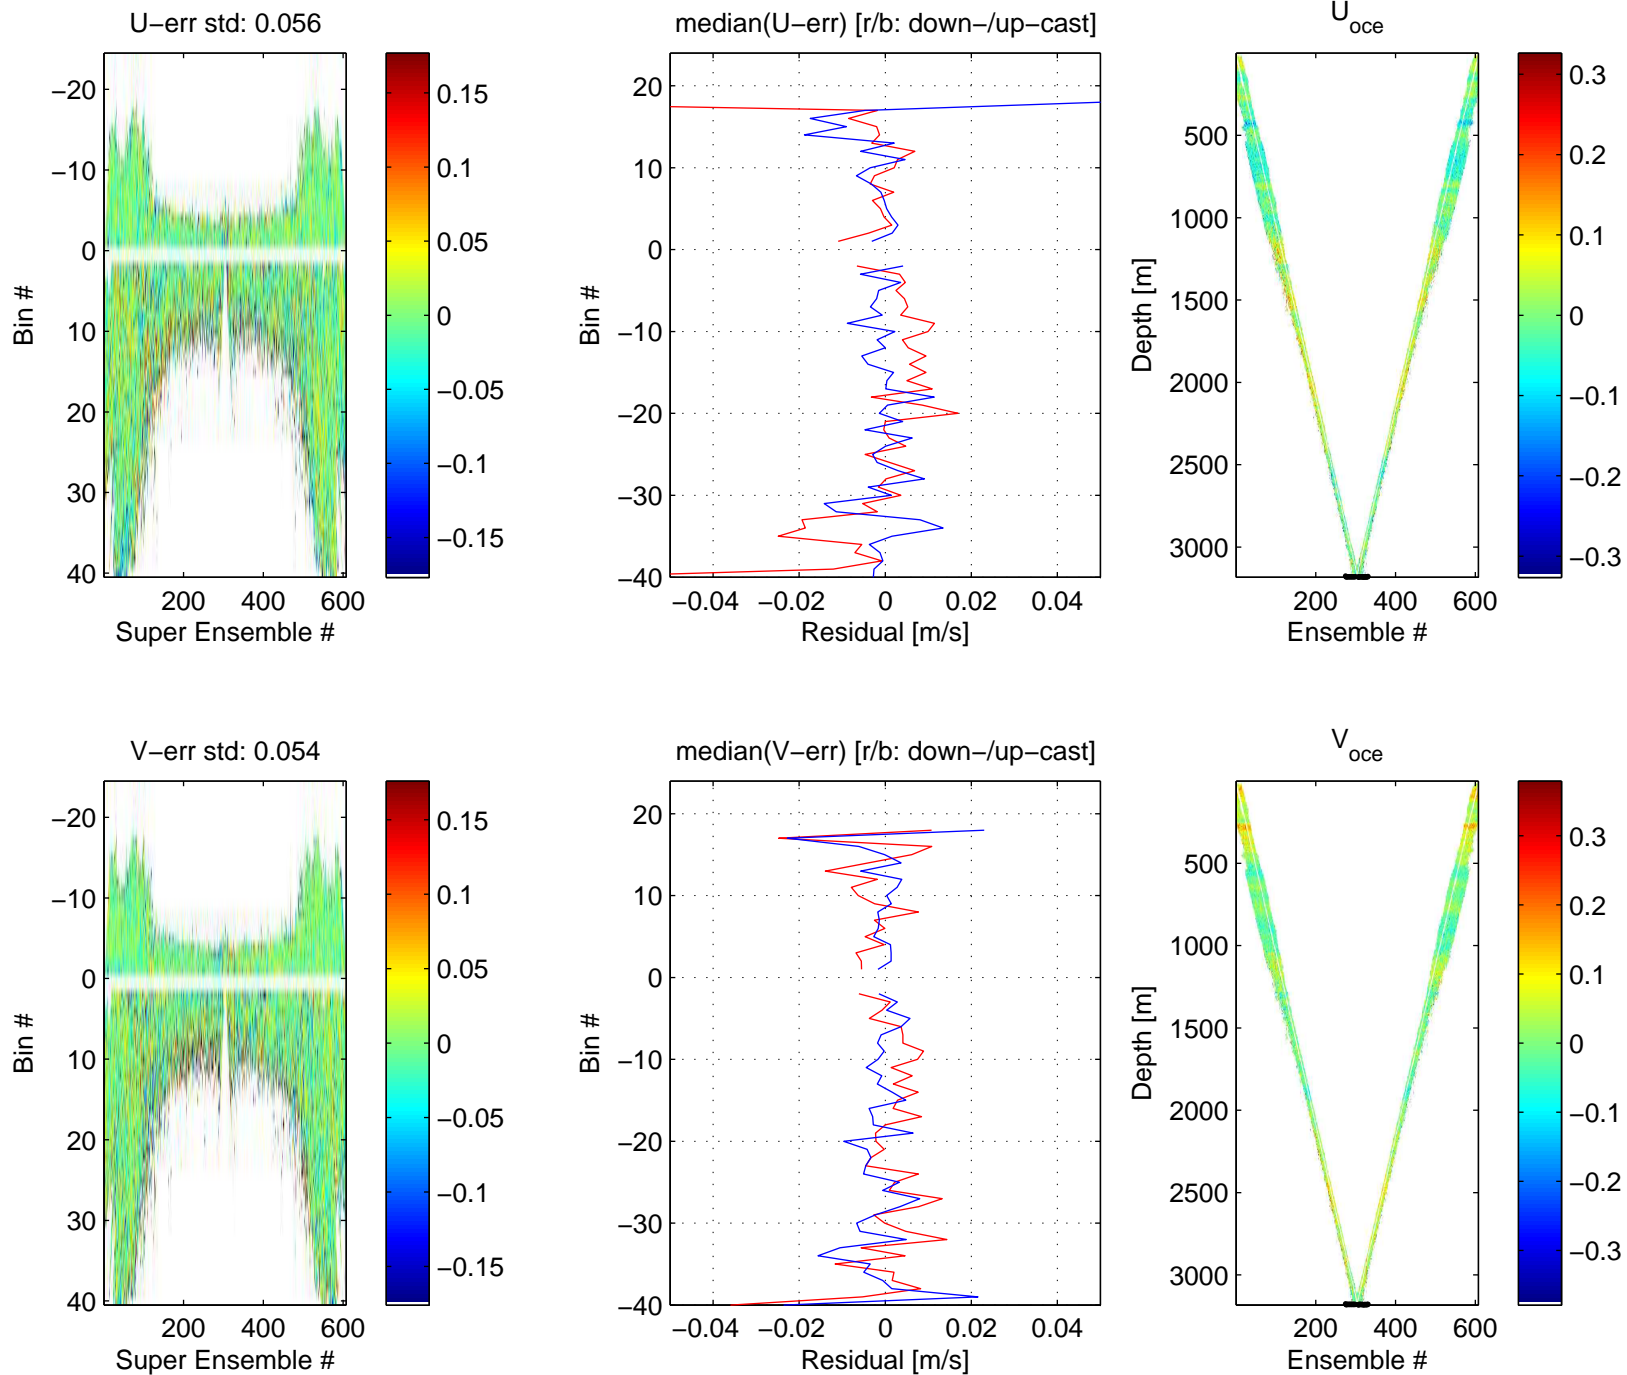 U−err std: 0.056
−20
−10
0
10
20
30
40
Bin #
200 400 600
Super Ensemble #
0.15
0.1
0.05
0
−0.05
−0.1
−0.15
median(U−err) [r/b: down−/up−cast]
20
10
0
−10
−20
−30
−40
Bin #
−0.04 −0.02 0 0.02 0.04
Residual [m/s]
U_oce
500
1000
1500
2000
2500
3000
Depth [m]
200 400 600
Ensemble #
0.3
0.2
0.1
0
−0.1
−0.2
−0.3
V−err std: 0.054
−20
−10
0
10
20
30
40
Bin #
200 400 600
Super Ensemble #
0.15
0.1
0.05
0
−0.05
−0.1
−0.15
median(V−err) [r/b: down−/up−cast]
20
10
0
−10
−20
−30
−40
Bin #
−0.04 −0.02 0 0.02 0.04
Residual [m/s]
V_oce
500
1000
1500
2000
2500
3000
Depth [m]
200 400 600
Ensemble #
0.3
0.2
0.1
0
−0.1
−0.2
−0.3